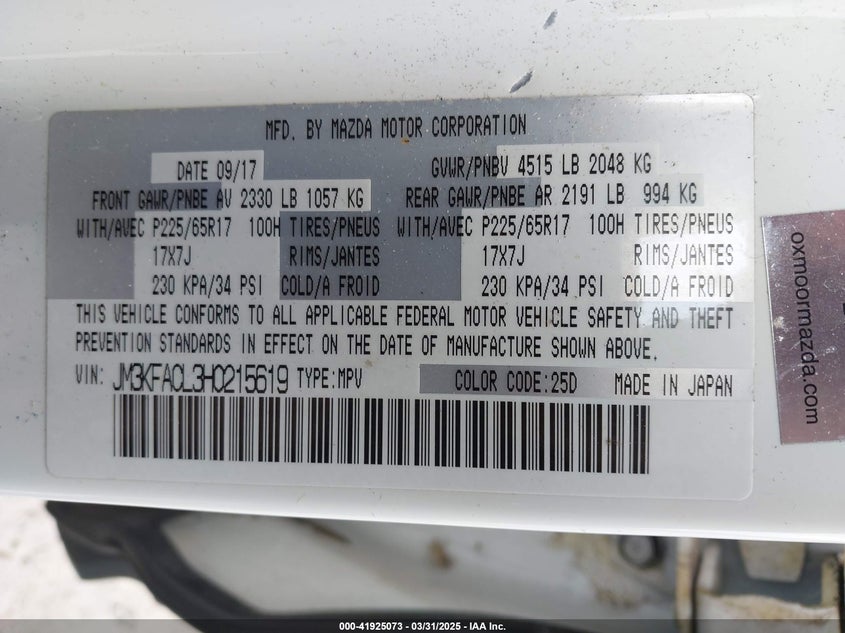 MFD. BY MAZDA MOTOR CORPORATION
DATE 09/17 GVWR/PNBV 4515 LB 2048 KG
FRONT GAWR/PNBE AV 2330 LB 1057 KG REAR GAWR/PNBE AR 2191 LB 994 KG
WITH/AVEC P225/65R17 100H TIRES/PNEUS WITH/AVEC P225/65R17 100H TIRES/PNEUS
17X7J RIMS/JANTES 17X7J RIMS/JANTES
230 KPA/34 PSI COLD/A FROID 230 KPA/34 PSI COLD/A FROID
THIS VEHICLE CONFORMS TO ALL APPLICABLE FEDERAL MOTOR VEHICLE SAFETY AND THEFT
PREVENTION STANDARDS IN EFFECT ON THE DATE OF MANUFACTURE SHOWN ABOVE.
VIN: JM3KFACL3H0215619 TYPE:MPV COLOR CODE:25D MADE IN JAPAN
oxmoormazda.com
000-41925073 - 03/31/2025 - IAA Inc.